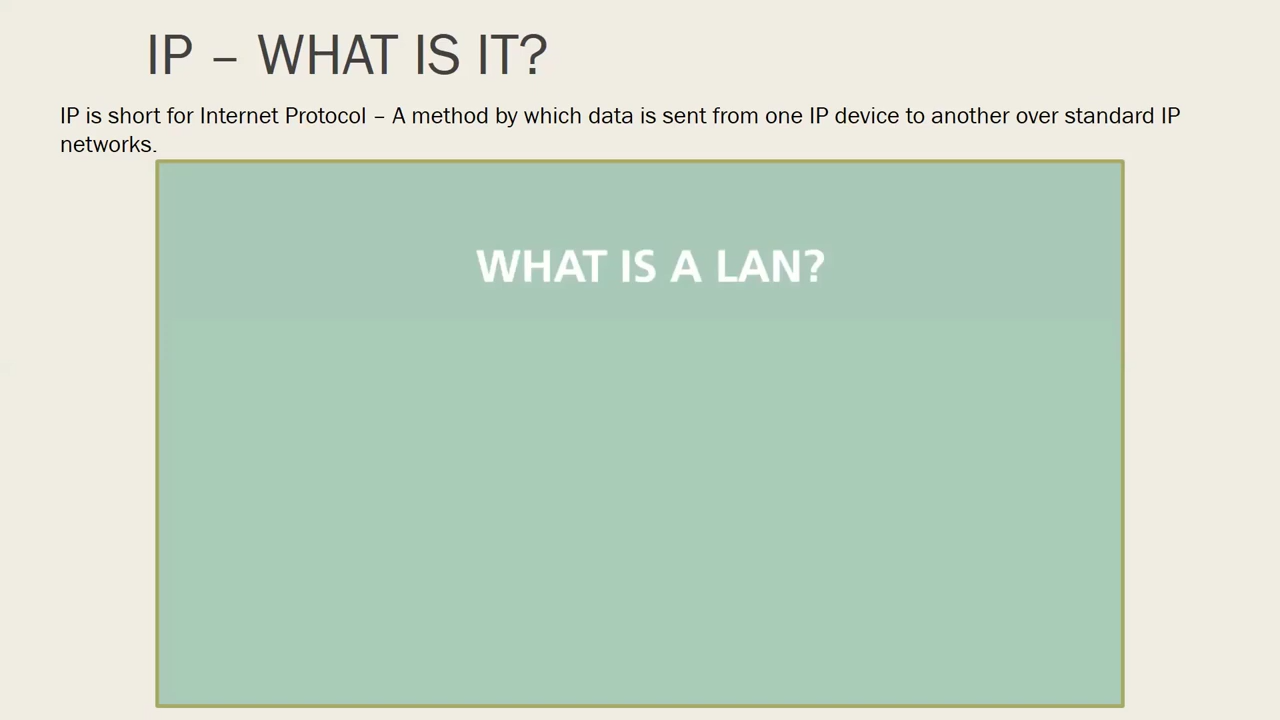 IP – WHAT IS IT?
IP is short for Internet Protocol – A method by which data is sent from one IP device to another over standard IP
networks.
WHAT IS A LAN?